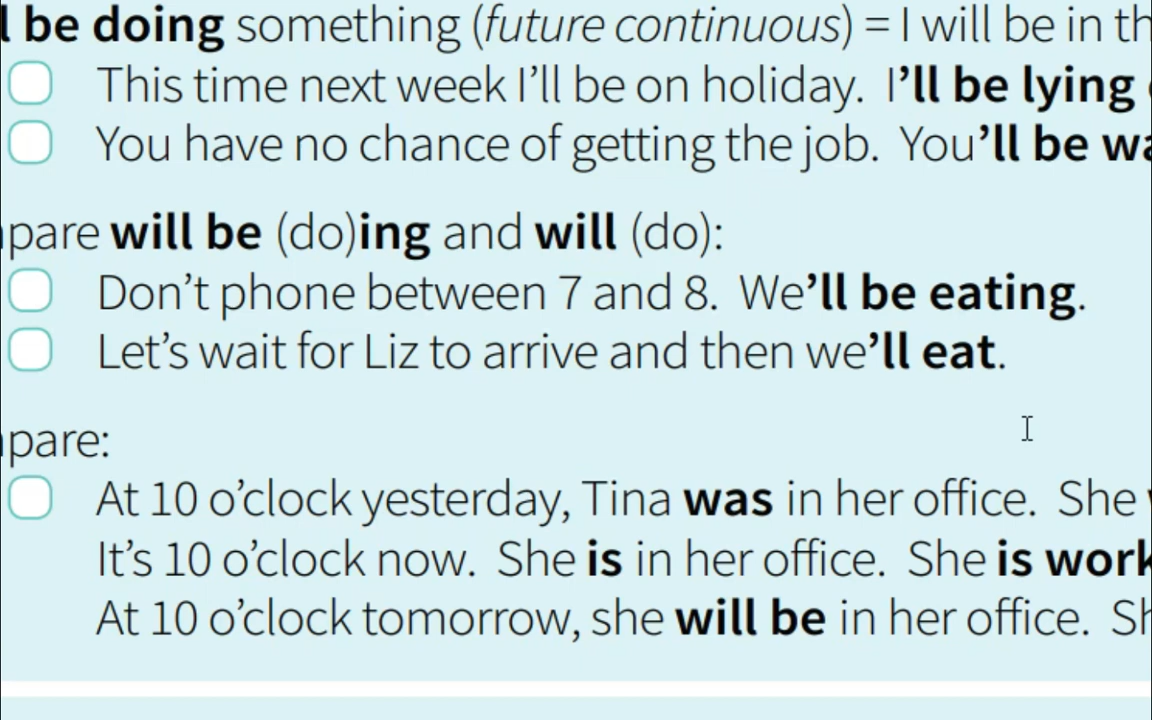 l be doing something (future continuous) = I will be in th
This time next week I’ll be on holiday. I’ll be lying
You have no chance of getting the job. You’ll be wa
pare will be (do)ing and will (do):
Don’t phone between 7 and 8. We’ll be eating.
Let’s wait for Liz to arrive and then we’ll eat.
pare:
At 10 o’clock yesterday, Tina was in her office. She
It’s 10 o’clock now. She is in her office. She is work
At 10 o’clock tomorrow, she will be in her office. Sh